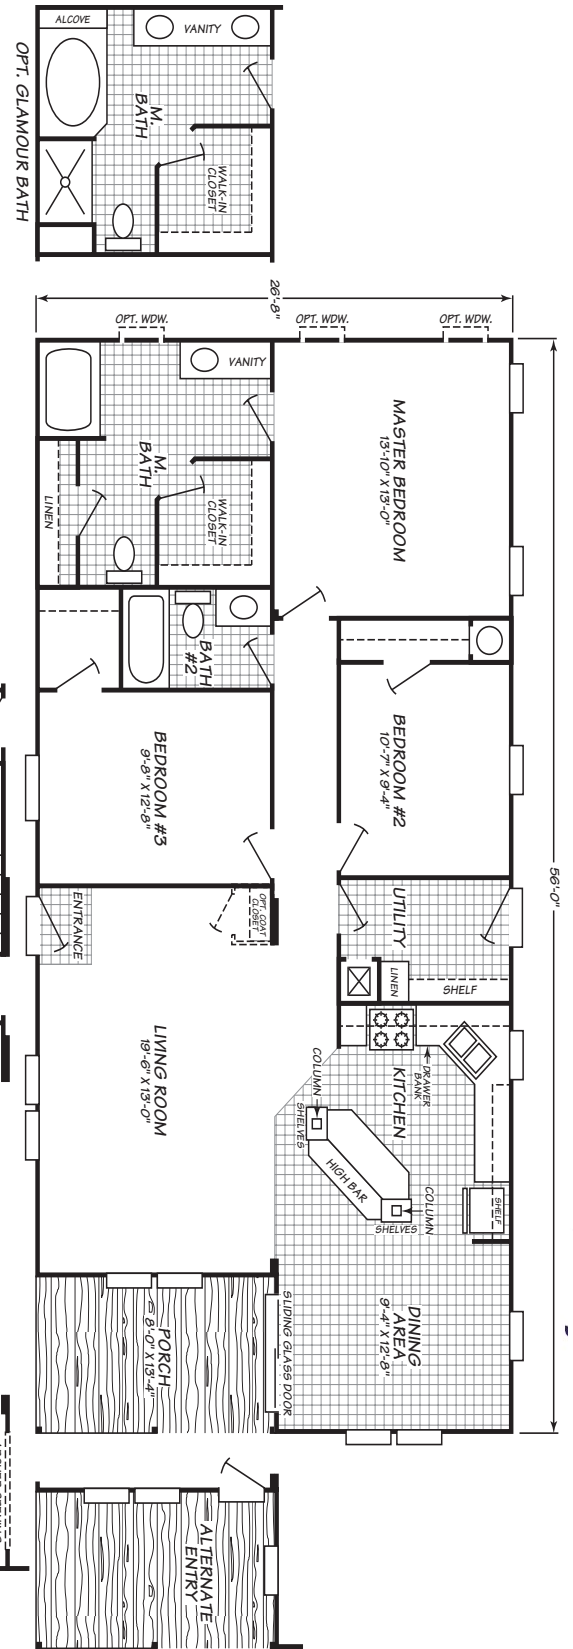 ALCOVE
VANITY
M.
BATH
WALK-IN
CLOSET
OPT. GLAMOUR BATH
26'-8"
OPT. WDW.
OPT. WDW.
OPT. WDW.
56'-0"
VANITY
M.
BATH
WALK-IN
CLOSET
LINEN
MASTER BEDROOM
13'-10" X 13'-0"
BATH
#2
BEDROOM #2
10'-7" X 9'-4"
BEDROOM #3
9'-8" X 12'-8"
OPT. COAT
CLOSET
ENTRANCE
UTILITY
LINEN
SHELF
LIVING ROOM
19'-6" X 13'-0"
KITCHEN
DRAWER
BANK
COLUMN
SHELVES
HIGH BAR
COLUMN
SHELVES
SHELF
DINING
AREA
9'-4" X 12'-8"
SLIDING GLASS DOOR
PORCH
8'-0" X 13'-4"
ALTERNATE
ENTRY